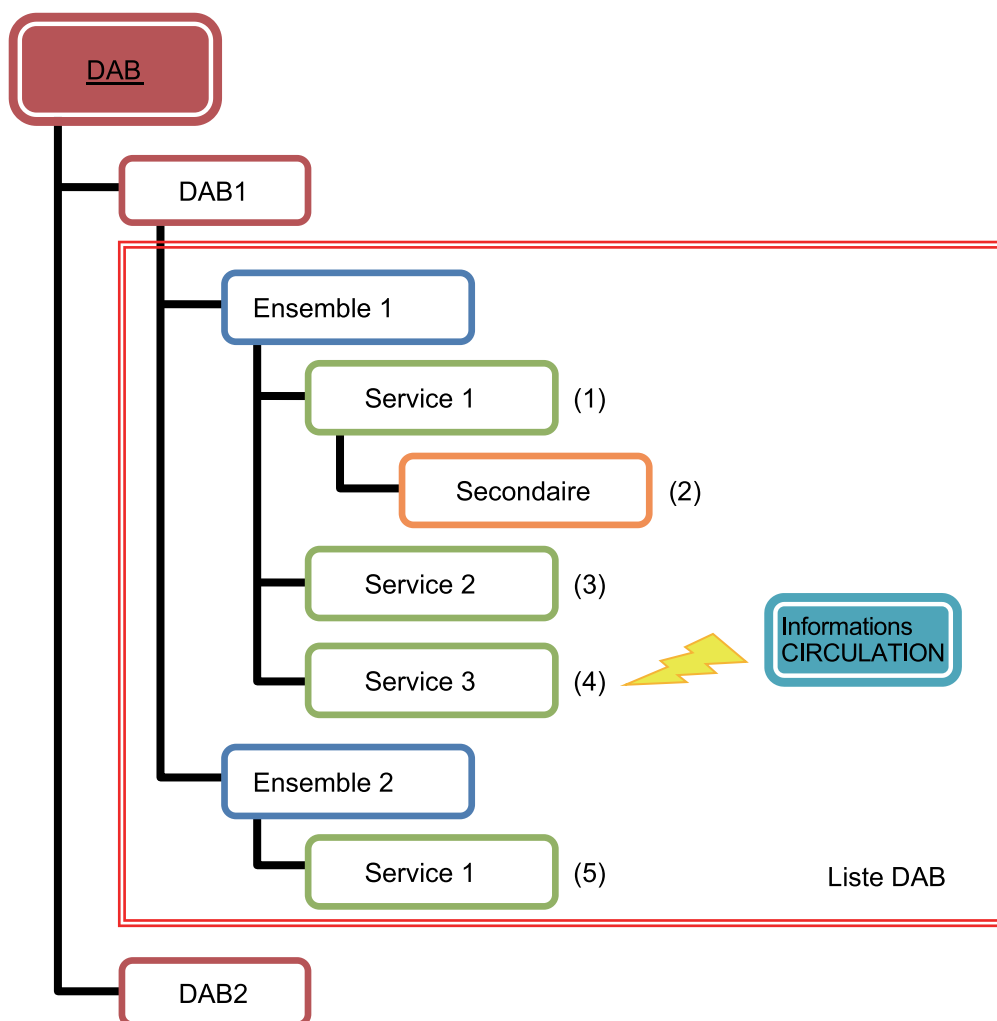 DAB
DAB1
Ensemble 1
Service 1 (1)
Secondaire (2)
Service 2 (3)
Informations
CIRCULATION
Service 3 (4)
Ensemble 2
Service 1 (5)
Liste DAB
DAB2